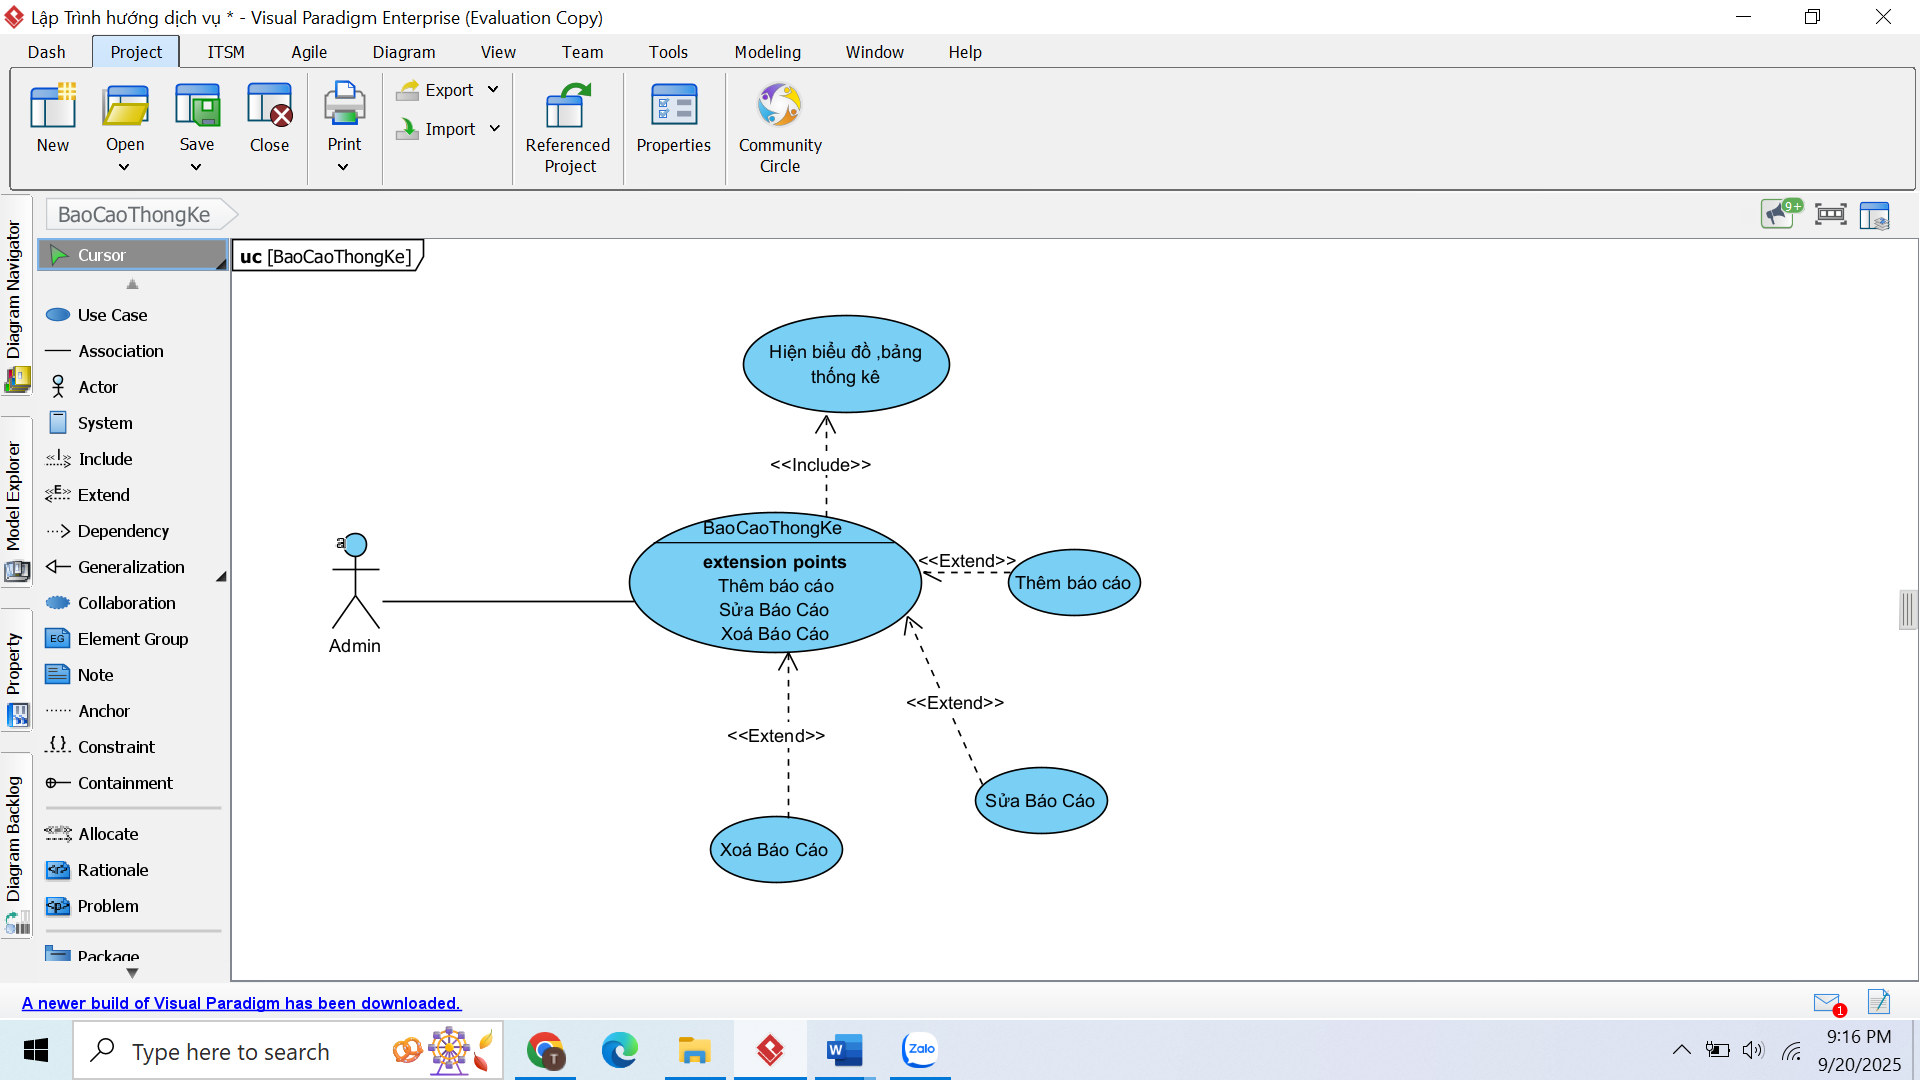 Lập Trình hướng dịch vụ * - Visual Paradigm Enterprise (Evaluation Copy)
Dash
Project
ITSM
Agile
Diagram
View
Team
Tools
Modeling
Window
Help
New
Open
Save
Close
Print
Export
Import
Referenced
Project
Properties
Community
Circle
BaoCaoThongKe
9+
Diagram Navigator
Model Explorer
Property
Diagram Backlog
Cursor
Use Case
Association
Actor
System
<<I>> Include
<<E>> Extend
Dependency
Generalization
Collaboration
EG Element Group
Note
Anchor
{ } Constraint
Containment
Allocate
<r> Rationale
<p> Problem
Package
uc [BaoCaoThongKe]
Hiện biểu đồ ,bảng
thống kê
<<Include>>
BaoCaoThongKe
extension points
Thêm báo cáo
Sửa Báo Cáo
Xoá Báo Cáo
a
Admin
<<Extend>>
Thêm báo cáo
<<Extend>>
Sửa Báo Cáo
<<Extend>>
Xoá Báo Cáo
A newer build of Visual Paradigm has been downloaded.
1
Type here to search
T
W
Zalo
9:16 PM
9/20/2025